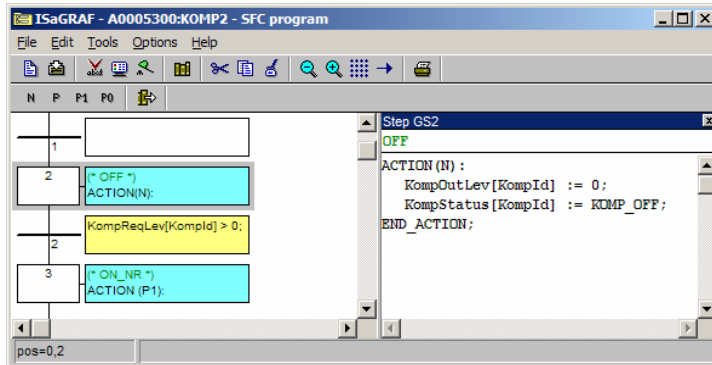 ISaGRAF - A0005300:KOMP2 - SFC program
File Edit Tools Options Help
N P P1 P0
1
2
(* OFF *)
ACTION(N):
KompReqLev[KompId] > 0;
2
3
(* ON_NR *)
ACTION (P1):
Step GS2
OFF
ACTION(N):
KompOutLev[KompId] := 0;
KompStatus[KompId] := KOMP_OFF;
END_ACTION;
pos=0,2